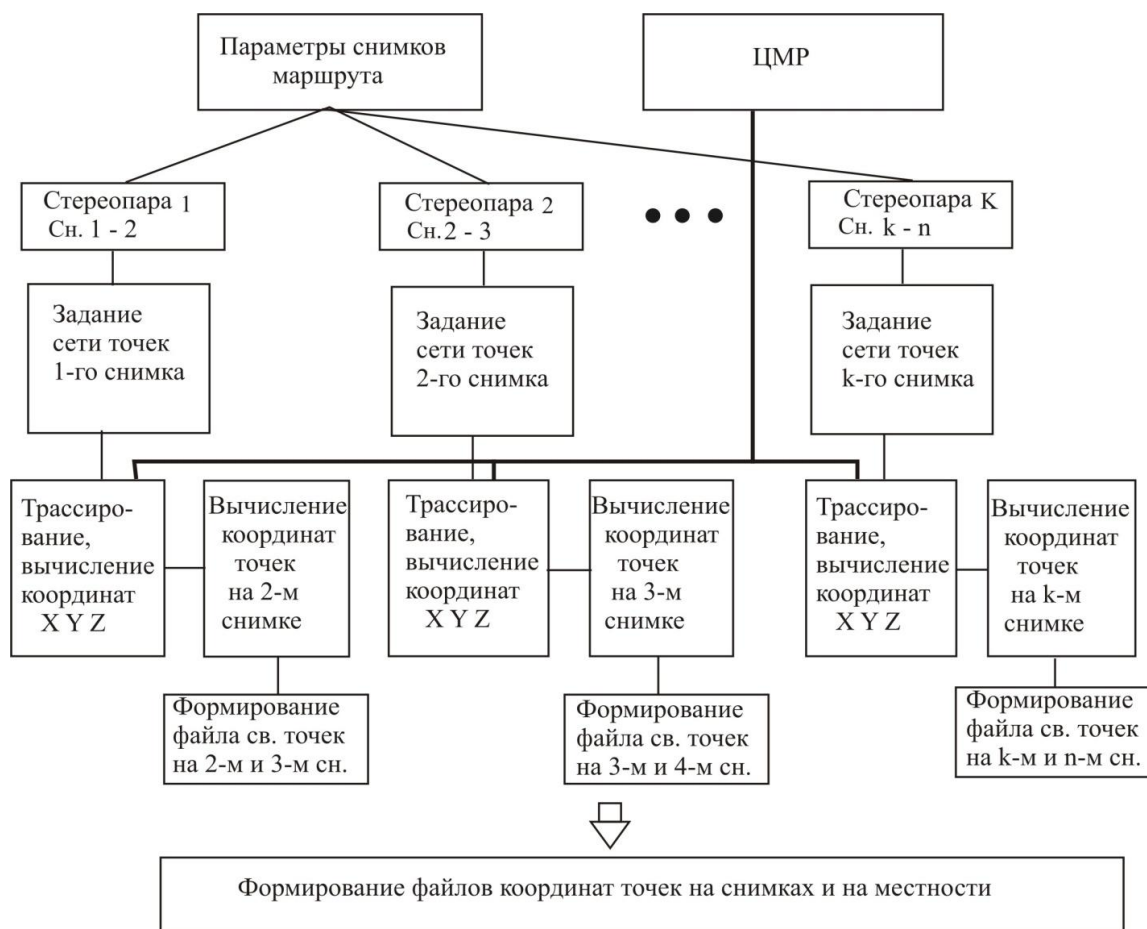 Параметры снимков
маршрута
ЦМР
Стереопара 1
Сн. 1 - 2
Стереопара 2
Сн. 2 - 3
Стереопара K
Сн. k - n
Задание
сети точек
1-го снимка
Задание
сети точек
2-го снимка
Задание
сети точек
k-го снимка
Трассиро-
вание,
вычисление
координат
X Y Z
Вычисление
координат
точек
на 2-м
снимке
Трассиро-
вание,
вычисление
координат
X Y Z
Вычисление
координат
точек
на 3-м
снимке
Трассиро-
вание,
вычисление
координат
X Y Z
Вычисление
координат
точек
на k-м
снимке
Формирование
файла св. точек
на 2-м и 3-м сн.
Формирование
файла св. точек
на 3-м и 4-м сн.
Формирование
файла св. точек
на k-м и n-м сн.
Формирование файлов координат точек на снимках и на местности